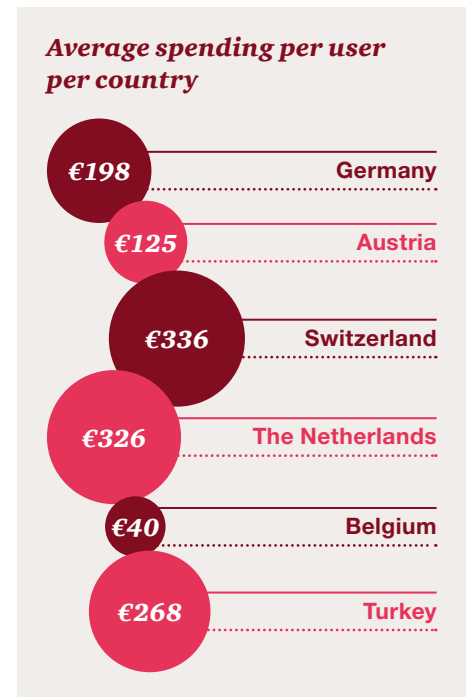 Average spending per user
per country
€198 Germany
€125 Austria
€336 Switzerland
€326 The Netherlands
€40 Belgium
€268 Turkey